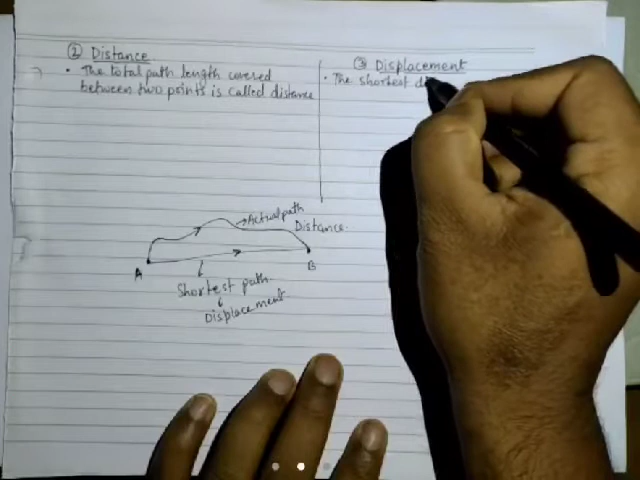 ② Distance
• The total path length covered
between two points is called distance
③ Displacement
• The shortest d
Actual path
Distance
A
B
Shortest path
Displacement